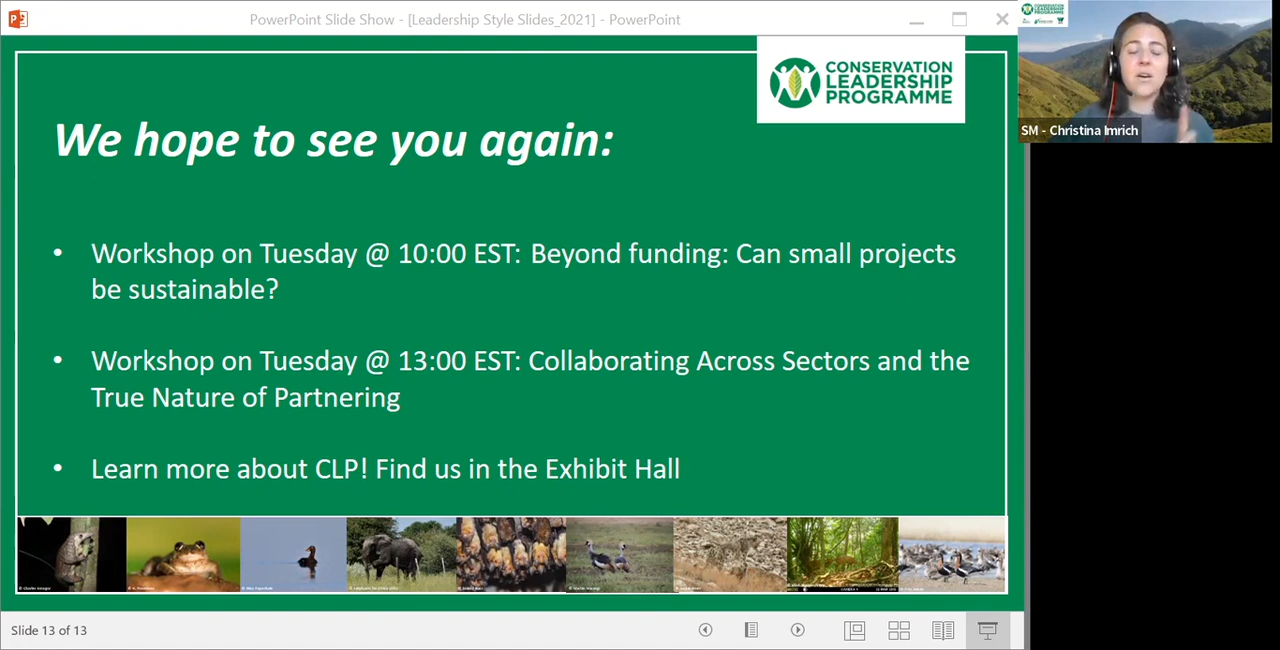 PowerPoint Slide Show - [Leadership Style Slides_2021] - PowerPoint
CONSERVATION
LEADERSHIP
PROGRAMME
We hope to see you again:
• Workshop on Tuesday @ 10:00 EST: Beyond funding: Can small projects
be sustainable?
• Workshop on Tuesday @ 13:00 EST: Collaborating Across Sectors and the
True Nature of Partnering
• Learn more about CLP! Find us in the Exhibit Hall
Slide 13 of 13
CONSERVATION
LEADERSHIP
PROGRAMME
SM - Christina Imrich